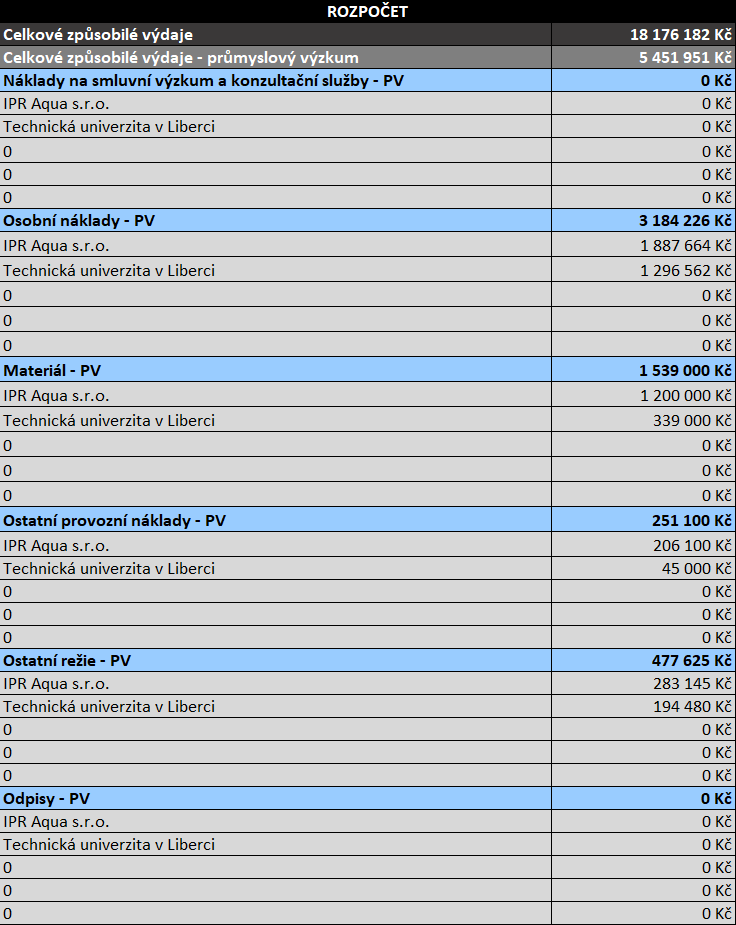 ROZPOČET
Celkové způsobilé výdaje 18 176 182 Kč
Celkové způsobilé výdaje - průmyslový výzkum 5 451 951 Kč
Náklady na smluvní výzkum a konzultační služby - PV 0 Kč
IPR Aqua s.r.o. 0 Kč
Technická univerzita v Liberci 0 Kč
0 0 Kč
0 0 Kč
0 0 Kč
Osobní náklady - PV 3 184 226 Kč
IPR Aqua s.r.o. 1 887 664 Kč
Technická univerzita v Liberci 1 296 562 Kč
0 0 Kč
0 0 Kč
0 0 Kč
Materiál - PV 1 539 000 Kč
IPR Aqua s.r.o. 1 200 000 Kč
Technická univerzita v Liberci 339 000 Kč
0 0 Kč
0 0 Kč
0 0 Kč
Ostatní provozní náklady - PV 251 100 Kč
IPR Aqua s.r.o. 206 100 Kč
Technická univerzita v Liberci 45 000 Kč
0 0 Kč
0 0 Kč
0 0 Kč
Ostatní režie - PV 477 625 Kč
IPR Aqua s.r.o. 283 145 Kč
Technická univerzita v Liberci 194 480 Kč
0 0 Kč
0 0 Kč
0 0 Kč
Odpisy - PV 0 Kč
IPR Aqua s.r.o. 0 Kč
Technická univerzita v Liberci 0 Kč
0 0 Kč
0 0 Kč
0 0 Kč